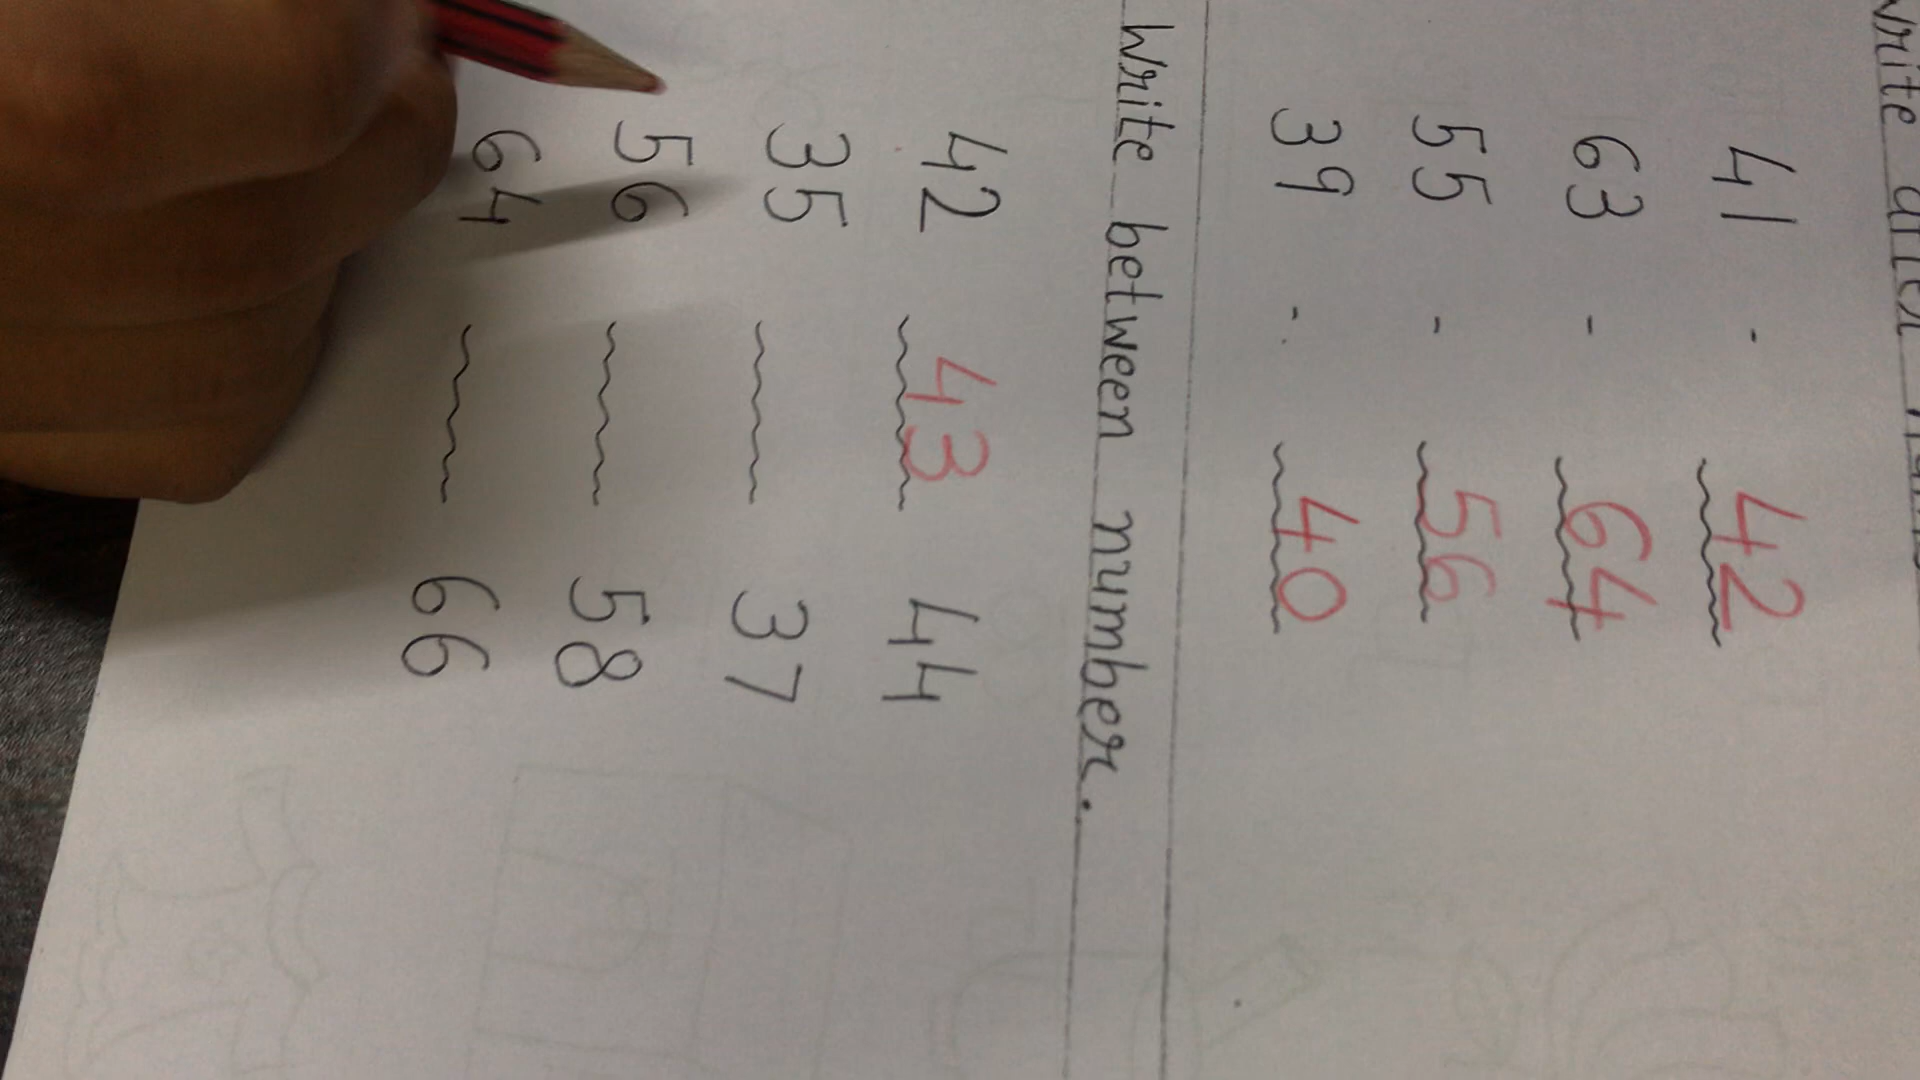 Write after
41 - 42
63 - 64
55 - 56
39 - 40
Write between number.
42 43 44
35 37
56 58
64 66